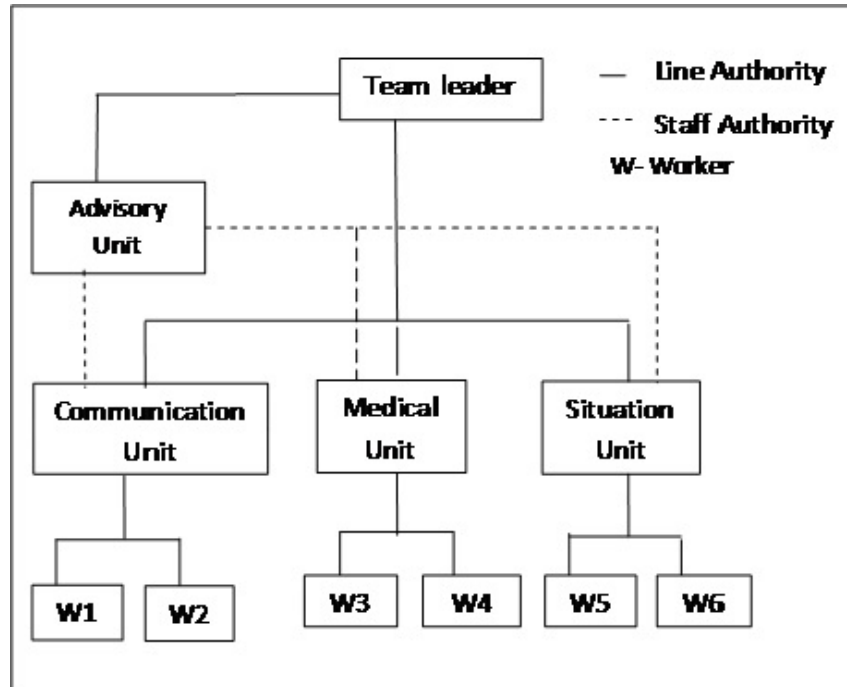 Team leader
— Line Authority
---- Staff Authority
W- Worker
Advisory
Unit
Communication
Unit
Medical
Unit
Situation
Unit
W1
W2
W3
W4
W5
W6